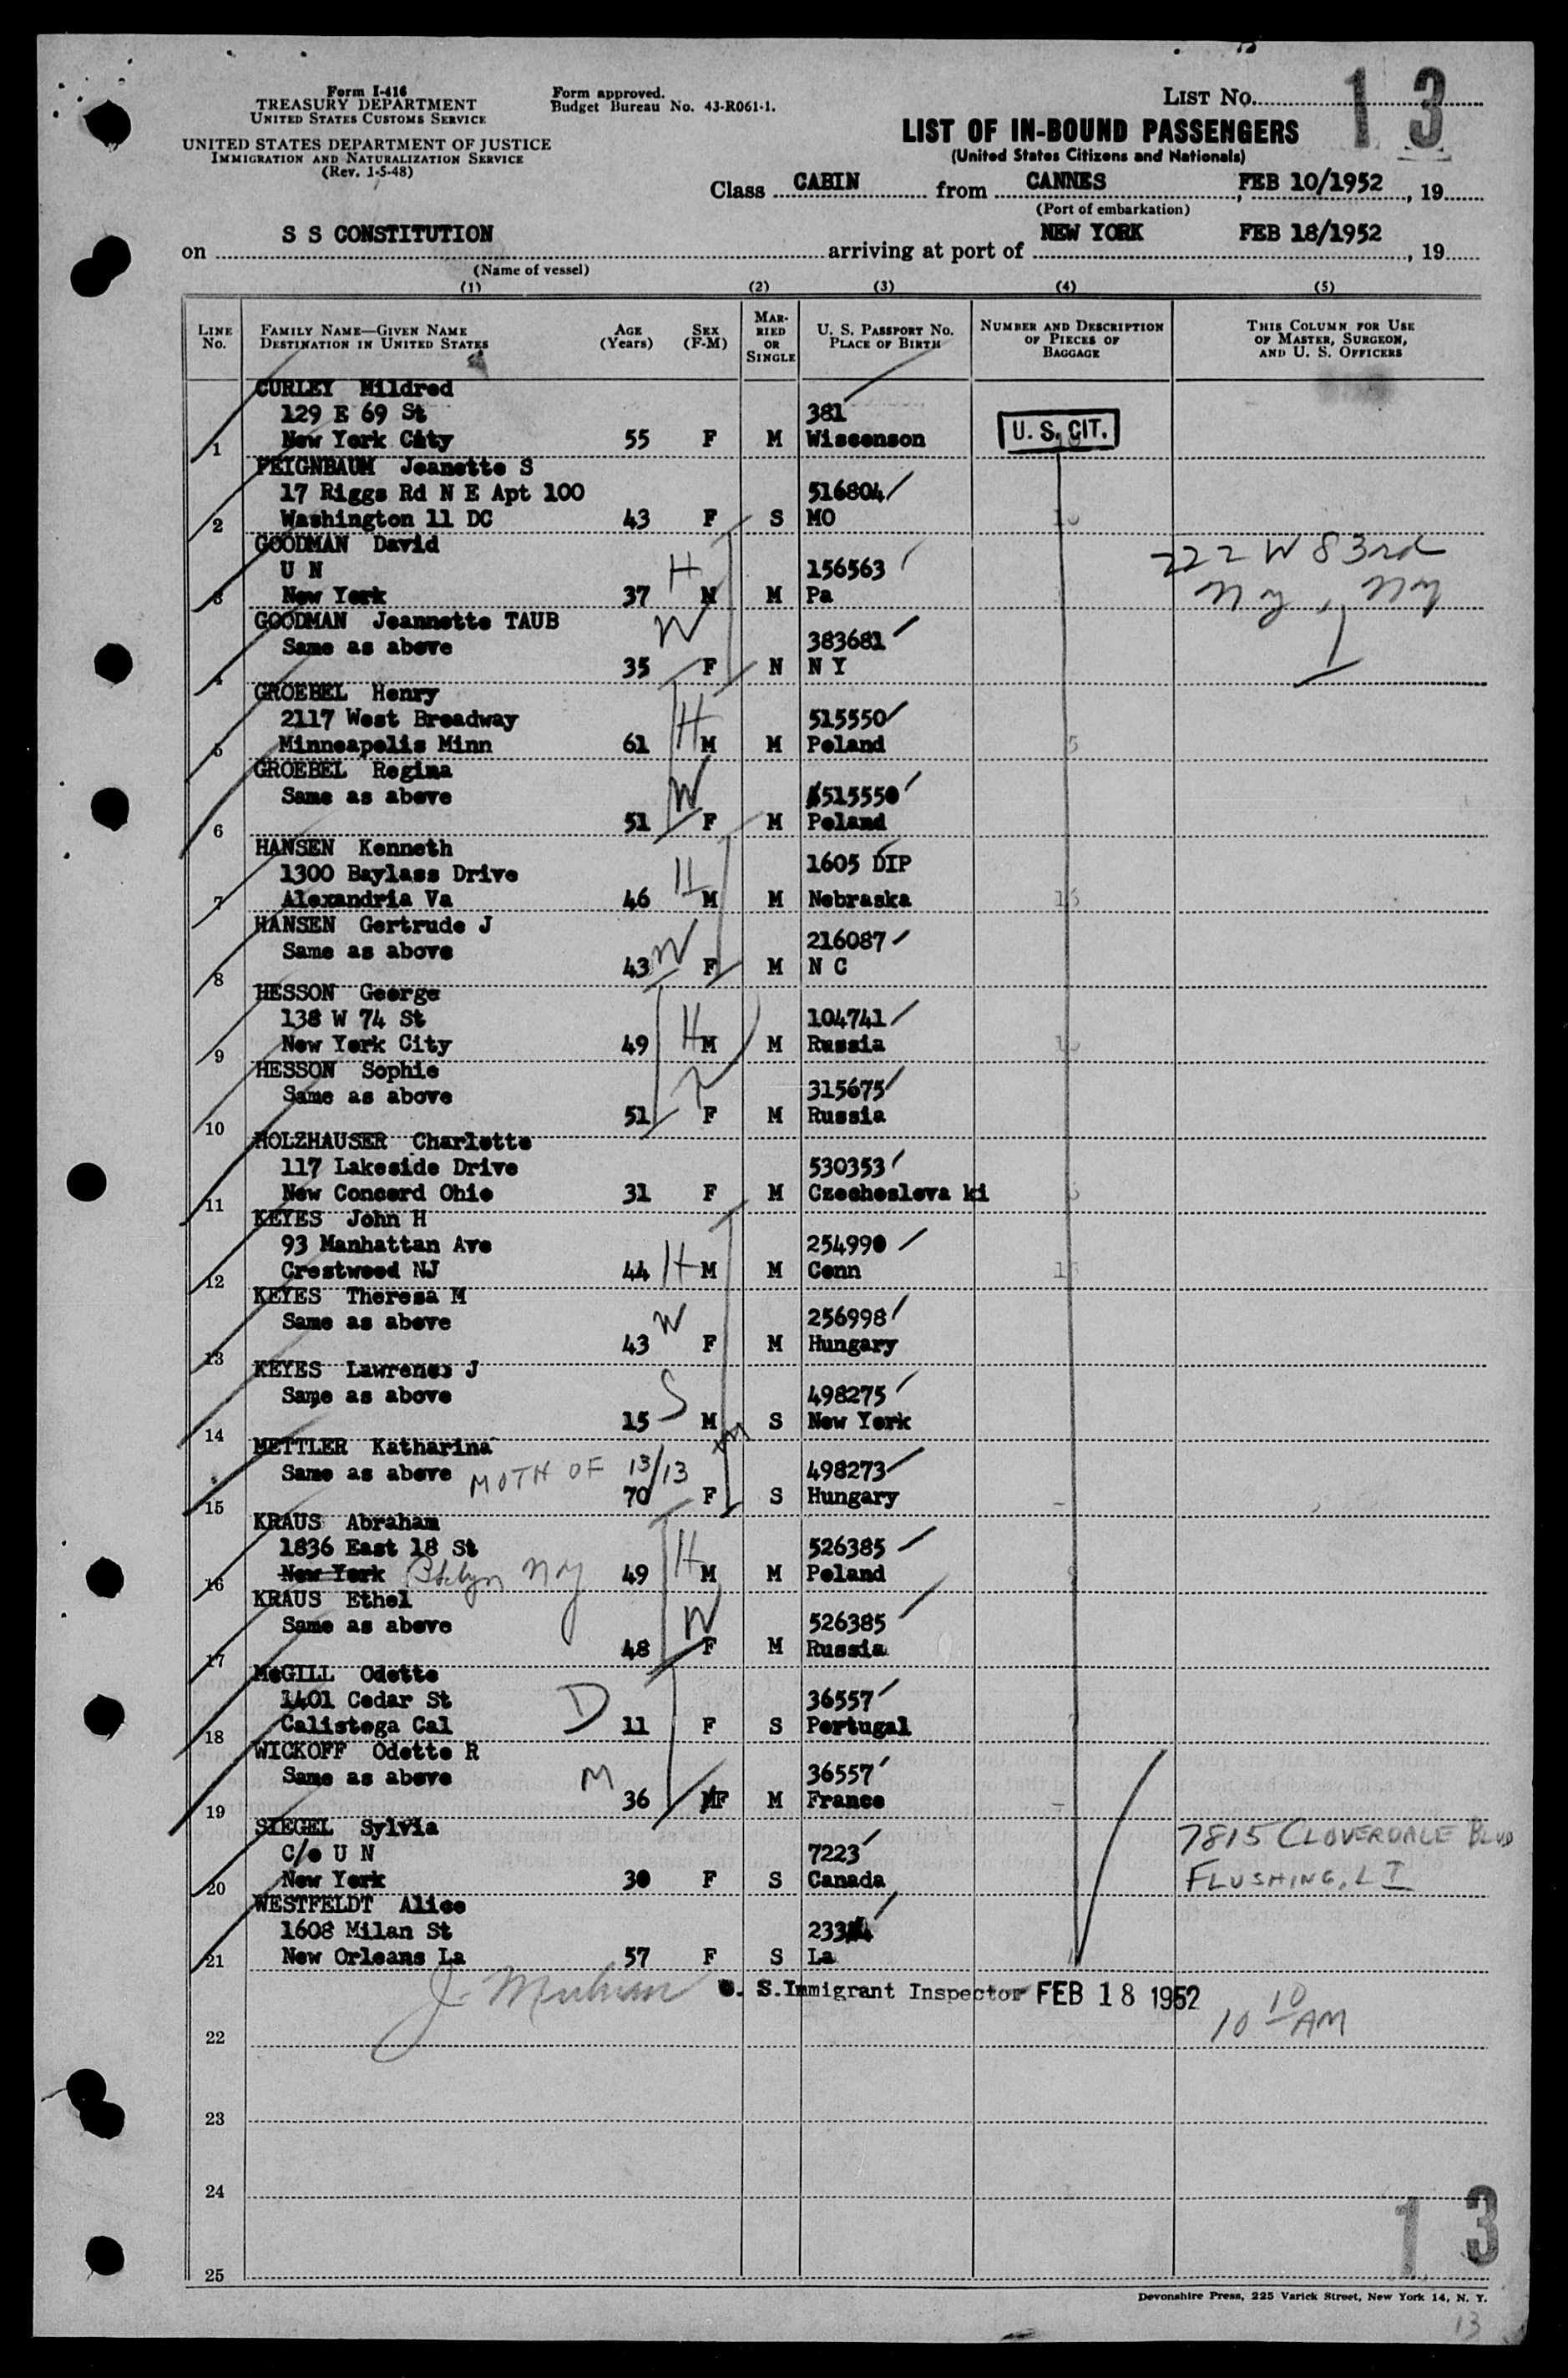 Form I-416
TREASURY DEPARTMENT
UNITED STATES CUSTOMS SERVICE
UNITED STATES DEPARTMENT OF JUSTICE
IMMIGRATION AND NATURALIZATION SERVICE
(Rev. 1-5-48)
Form approved.
Budget Bureau No. 43-R061-1.
LIST NO. 13
LIST OF IN-BOUND PASSENGERS
(United States Citizens and Nationals)
Class CABIN from CANNES, FEB 10/1952, 19
(Port of embarkation)
on S S CONSTITUTION arriving at port of NEW YORK FEB 18/1952, 19
(Name of vessel)
(1) (2) (3) (4) (5)
LINE NO. FAMILY NAME—GIVEN NAME DESTINATION IN UNITED STATES AGE (Years) SEX (F-M) MARRIED OR SINGLE U. S. PASSPORT NO. PLACE OF BIRTH NUMBER AND DESCRIPTION OF PIECES OF BAGGAGE THIS COLUMN FOR USE OF MASTER, SURGEON, AND U. S. OFFICERS
CURLEY Mildred
129 E 69 St 381
1 New York City 55 F M Wisconson U. S. CIT.
FEIGNBAUM Jeanette S
17 Riggs Rd N E Apt 100 516804
2 Washington 11 DC 43 F S MO
GOODMAN David 222 W 83rd
U N H 156563
3 New York 37 M M Pa NY, NY
GOODMAN Jeannette TAUB W
Same as above 383681
4 35 F N N Y
GROEBEL Henry
2117 West Broadway H 515550
5 Minneapolis Minn 61 M M Poland 5
GROEBEL Regina
Same as above W 515550
6 51 F M Poland
HANSEN Kenneth
1300 Baylass Drive H 1605 DIP
7 Alexandria Va 46 M M Nebraska
HANSEN Gertrude J
Same as above W 216087
8 43 F M N C
HESSON George
138 W 74 St H 104741
9 New York City 49 M M Russia
HESSON Sophie
Same as above 315675
10 51 F M Russia
HOLZHAUSER Charlotte
117 Lakeside Drive 530353
11 New Concord Ohio 31 F M Czechosleva ki
KEYES John H
93 Manhattan Ave 254990
12 Crestwood NJ 44 H M M Conn
KEYES Theresa M
Same as above W 256998
13 43 F M Hungary
KEYES Lawrence J
Same as above S 498275
14 15 M S New York
METTLER Katharina
Same as above MOTH OF 13/13 498273
15 70 F S Hungary
KRAUS Abraham
1836 East 18 St H 526385
16 New York NY 49 M M Poland
KRAUS Ethel
Same as above W 526385
17 48 F M Russia
McGILL Odette
1401 Cedar St D 36557
18 Calistoga Cal 11 F S Portugal
WICKOFF Odette R
Same as above M 36557
19 36 F M France
SIEGEL Sylvia 7815 CLOVERDALE BLVD
C/o U N 7223
20 New York 30 F S Canada FLUSHING, L I
WESTFELDT Alice
1608 Milan St
21 New Orleans La 57 F S La
U. S. Immigrant Inspector FEB 18 1952
10 10 AM
22
23
24
25
13
Devonshire Press, 225 Varick Street, New York 14, N. Y.
13